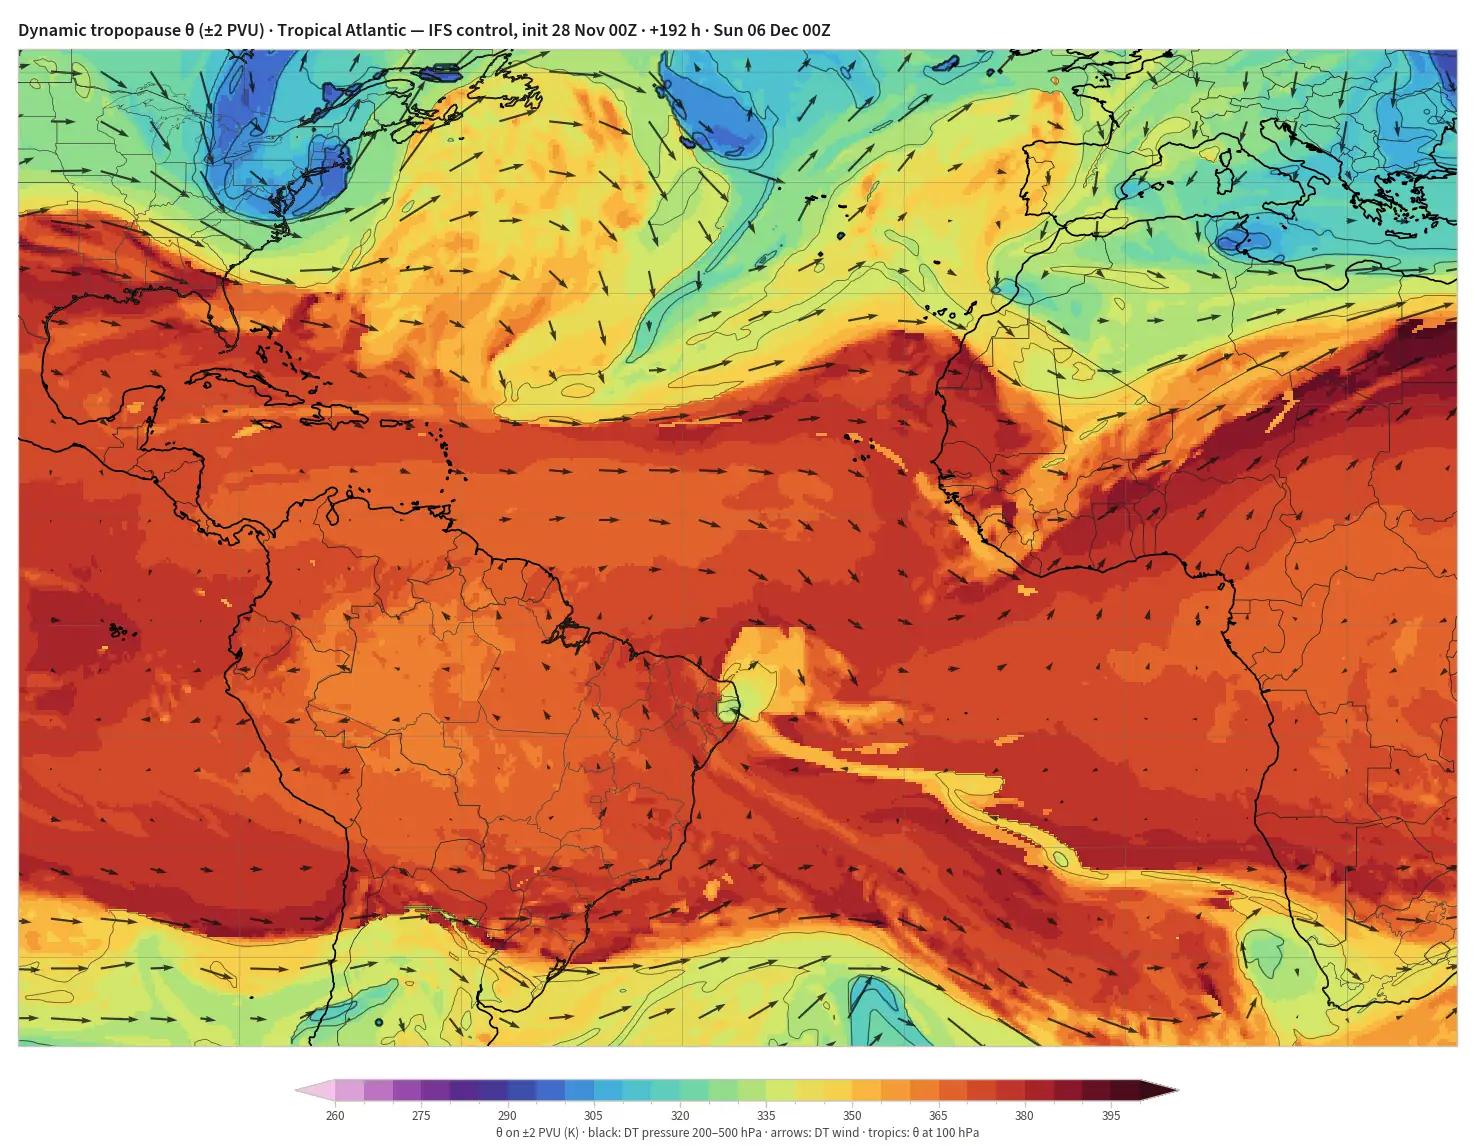 Dynamic tropopause θ (±2 PVU) · Tropical Atlantic — IFS control, init 28 Nov 00Z · +192 h · Sun 06 Dec 00Z
260 275 290 305 320 335 350 365 380 395
θ on ±2 PVU (K) · black: DT pressure 200–500 hPa · arrows: DT wind · tropics: θ at 100 hPa